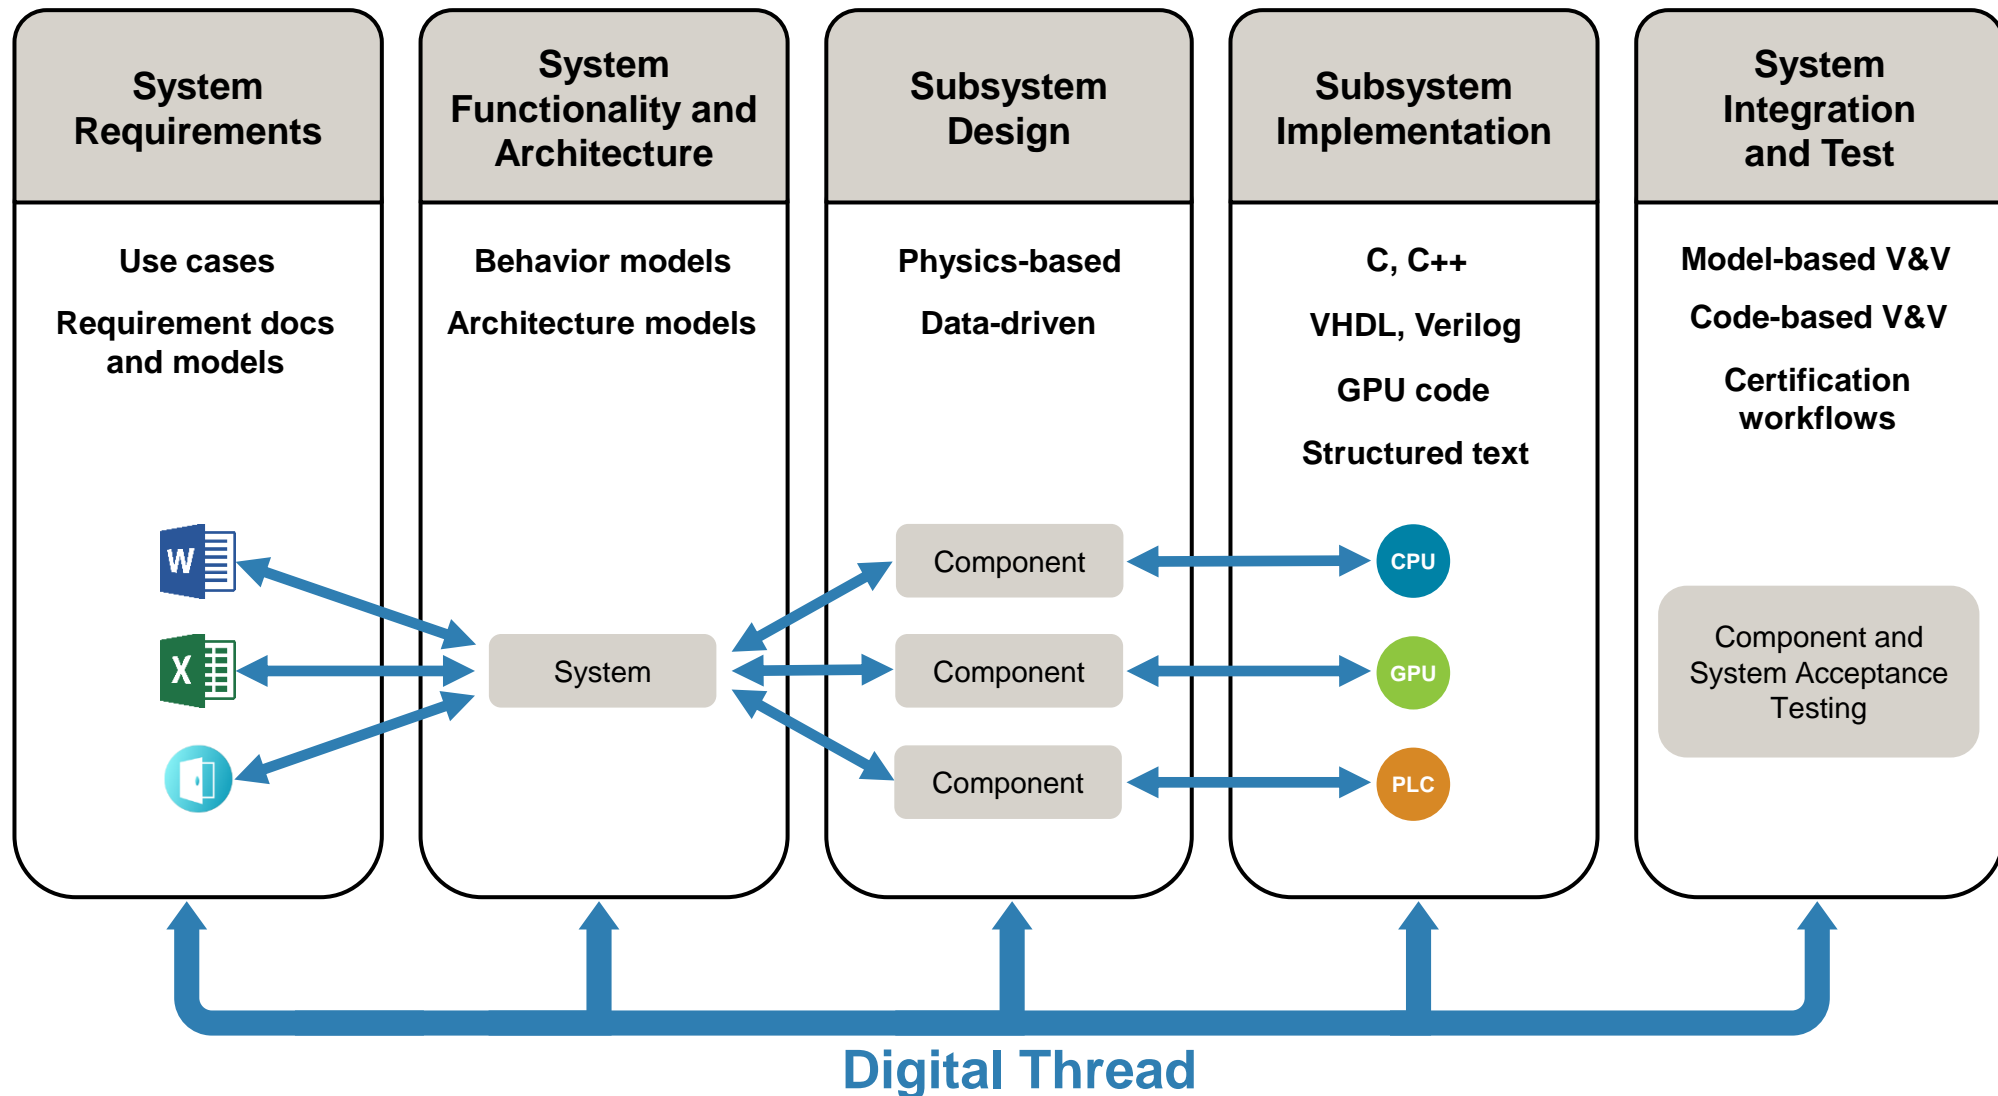 System
Requirements
Use cases
Requirement docs
and models
W
X
System
Functionality and
Architecture
Behavior models
Architecture models
System
Subsystem
Design
Physics-based
Data-driven
Component
Component
Component
Subsystem
Implementation
C, C++
VHDL, Verilog
GPU code
Structured text
CPU
GPU
PLC
System
Integration
and Test
Model-based V&V
Code-based V&V
Certification
workflows
Component and
System Acceptance
Testing
Digital Thread